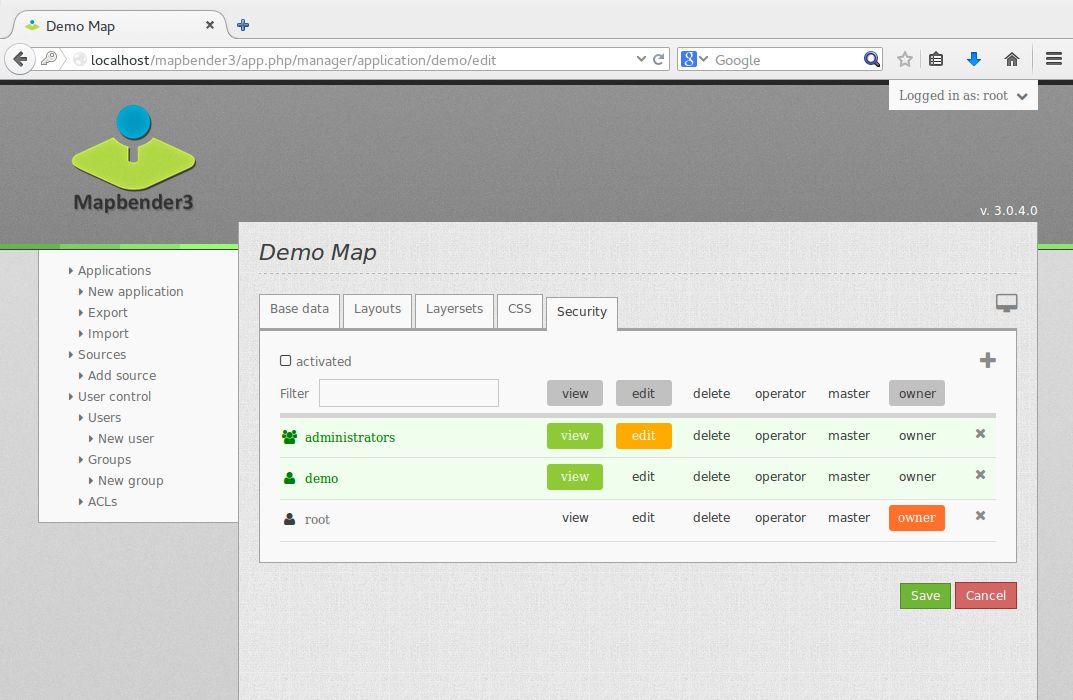 Demo Map
localhost/mapbender3/app.php/manager/application/demo/edit
Google
Logged in as: root
Mapbender3
v. 3.0.4.0
Applications
New application
Export
Import
Sources
Add source
User control
Users
New user
Groups
New group
ACLs
Demo Map
Base data Layouts Layersets CSS Security
activated
Filter view edit delete operator master owner
administrators view edit delete operator master owner
demo view edit delete operator master owner
root view edit delete operator master owner
Save Cancel